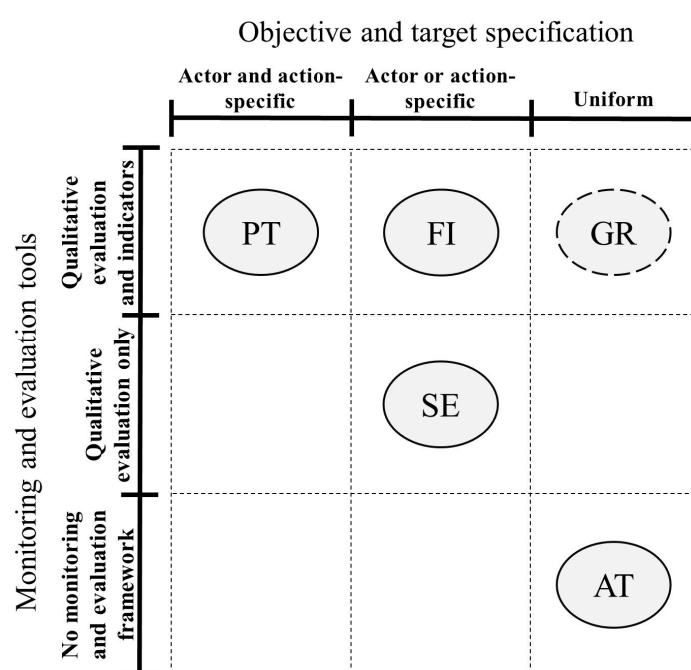 Objective and target specification
Actor and action-
specific
Actor or action-
specific
Uniform
Monitoring and evaluation tools
Qualitative
evaluation
and indicators
PT
FI
GR
Qualitative
evaluation only
SE
No monitoring
and evaluation
framework
AT